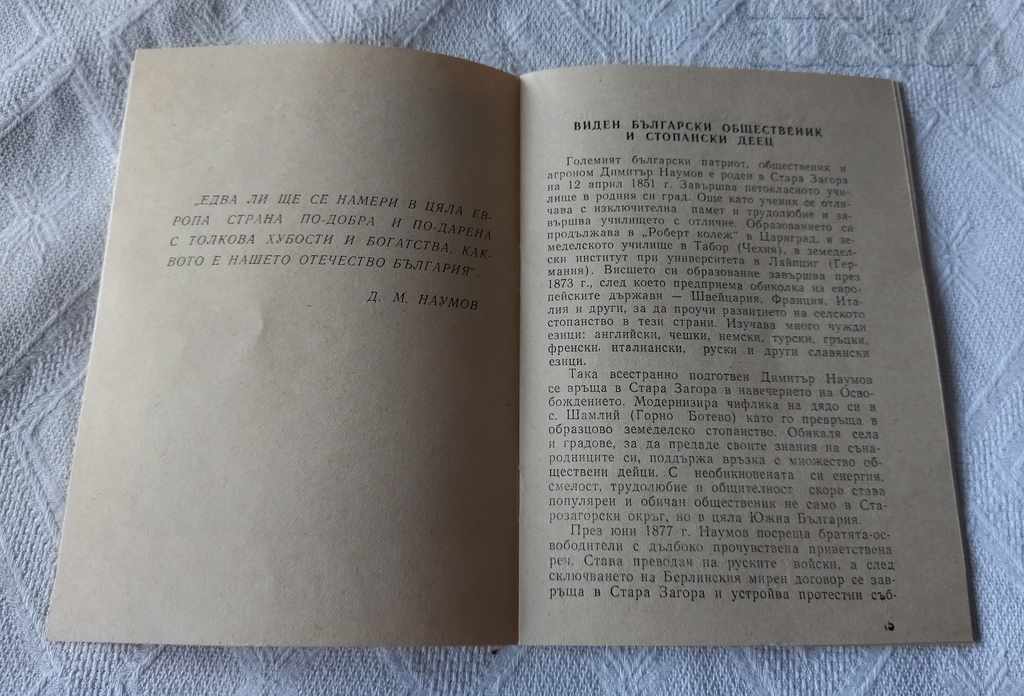 „ЕДВА ЛИ ЩЕ СЕ НАМЕРИ В ЦЯЛА ЕВ-
РОПА СТРАНА ПО-ДОБРА И ПО-ДАРЕНА
С ТОЛКОВА ХУБОСТИ И БОГАТСТВА, КАК-
ВОТО Е НАШЕТО ОТЕЧЕСТВО БЪЛГАРИЯ“.
Д. М. НАУМОВ
ВИДЕН БЪЛГАРСКИ ОБЩЕСТВЕНИК
И СТОПАНСКИ ДЕЕЦ
Големият български патриот, общественик и
агроном Димитър Наумов е роден в Стара Загора
на 12 април 1851 г. Завършва петокласното учи-
лище в родния си град. Още като ученик се отли-
чава с изключителна памет и трудолюбие и за-
вършва училището с отличие. Образованието си
продължава в „Роберт колеж“ в Цариград, в зе-
меделското училище в Табор (Чехия), в земедел-
ски институт при университета в Лайпциг (Гер-
мания). Висшето си образование завършва през
1873 г., след което предприема обиколка на евро-
пейските държави — Швейцария, Франция, Ита-
лия и други, за да проучи развитието на селското
стопанство в тези страни. Изучава много чужди
езици: английски, чешки, немски, турски, гръцки,
френски, италиански, руски и други славянски
езици.
Така всестранно подготвен Димитър Наумов
се връща в Стара Загора в навечерието на Осво-
бождението. Модернизира чифлика на дядо си в
с. Шамлий (Горно Ботево) като го превръща в
образцово земеделско стопанство. Обикаля села
и градове, за да предаде своите знания на съна-
родниците си, поддържа връзка с множество об-
ществени дейци. С необикновената си енергия,
смелост, трудолюбие и общителност скоро става
популярен и обичан общественик не само в Ста-
розагорски окръг, но в цяла Южна България.
През юни 1877 г. Наумов посреща братята-ос-
вободители с дълбоко прочувствена приветствена
реч. Става преводач на руските войски, а след
сключването на Берлинския мирен договор се зав-
ръща в Стара Загора и устройва протестни съб-